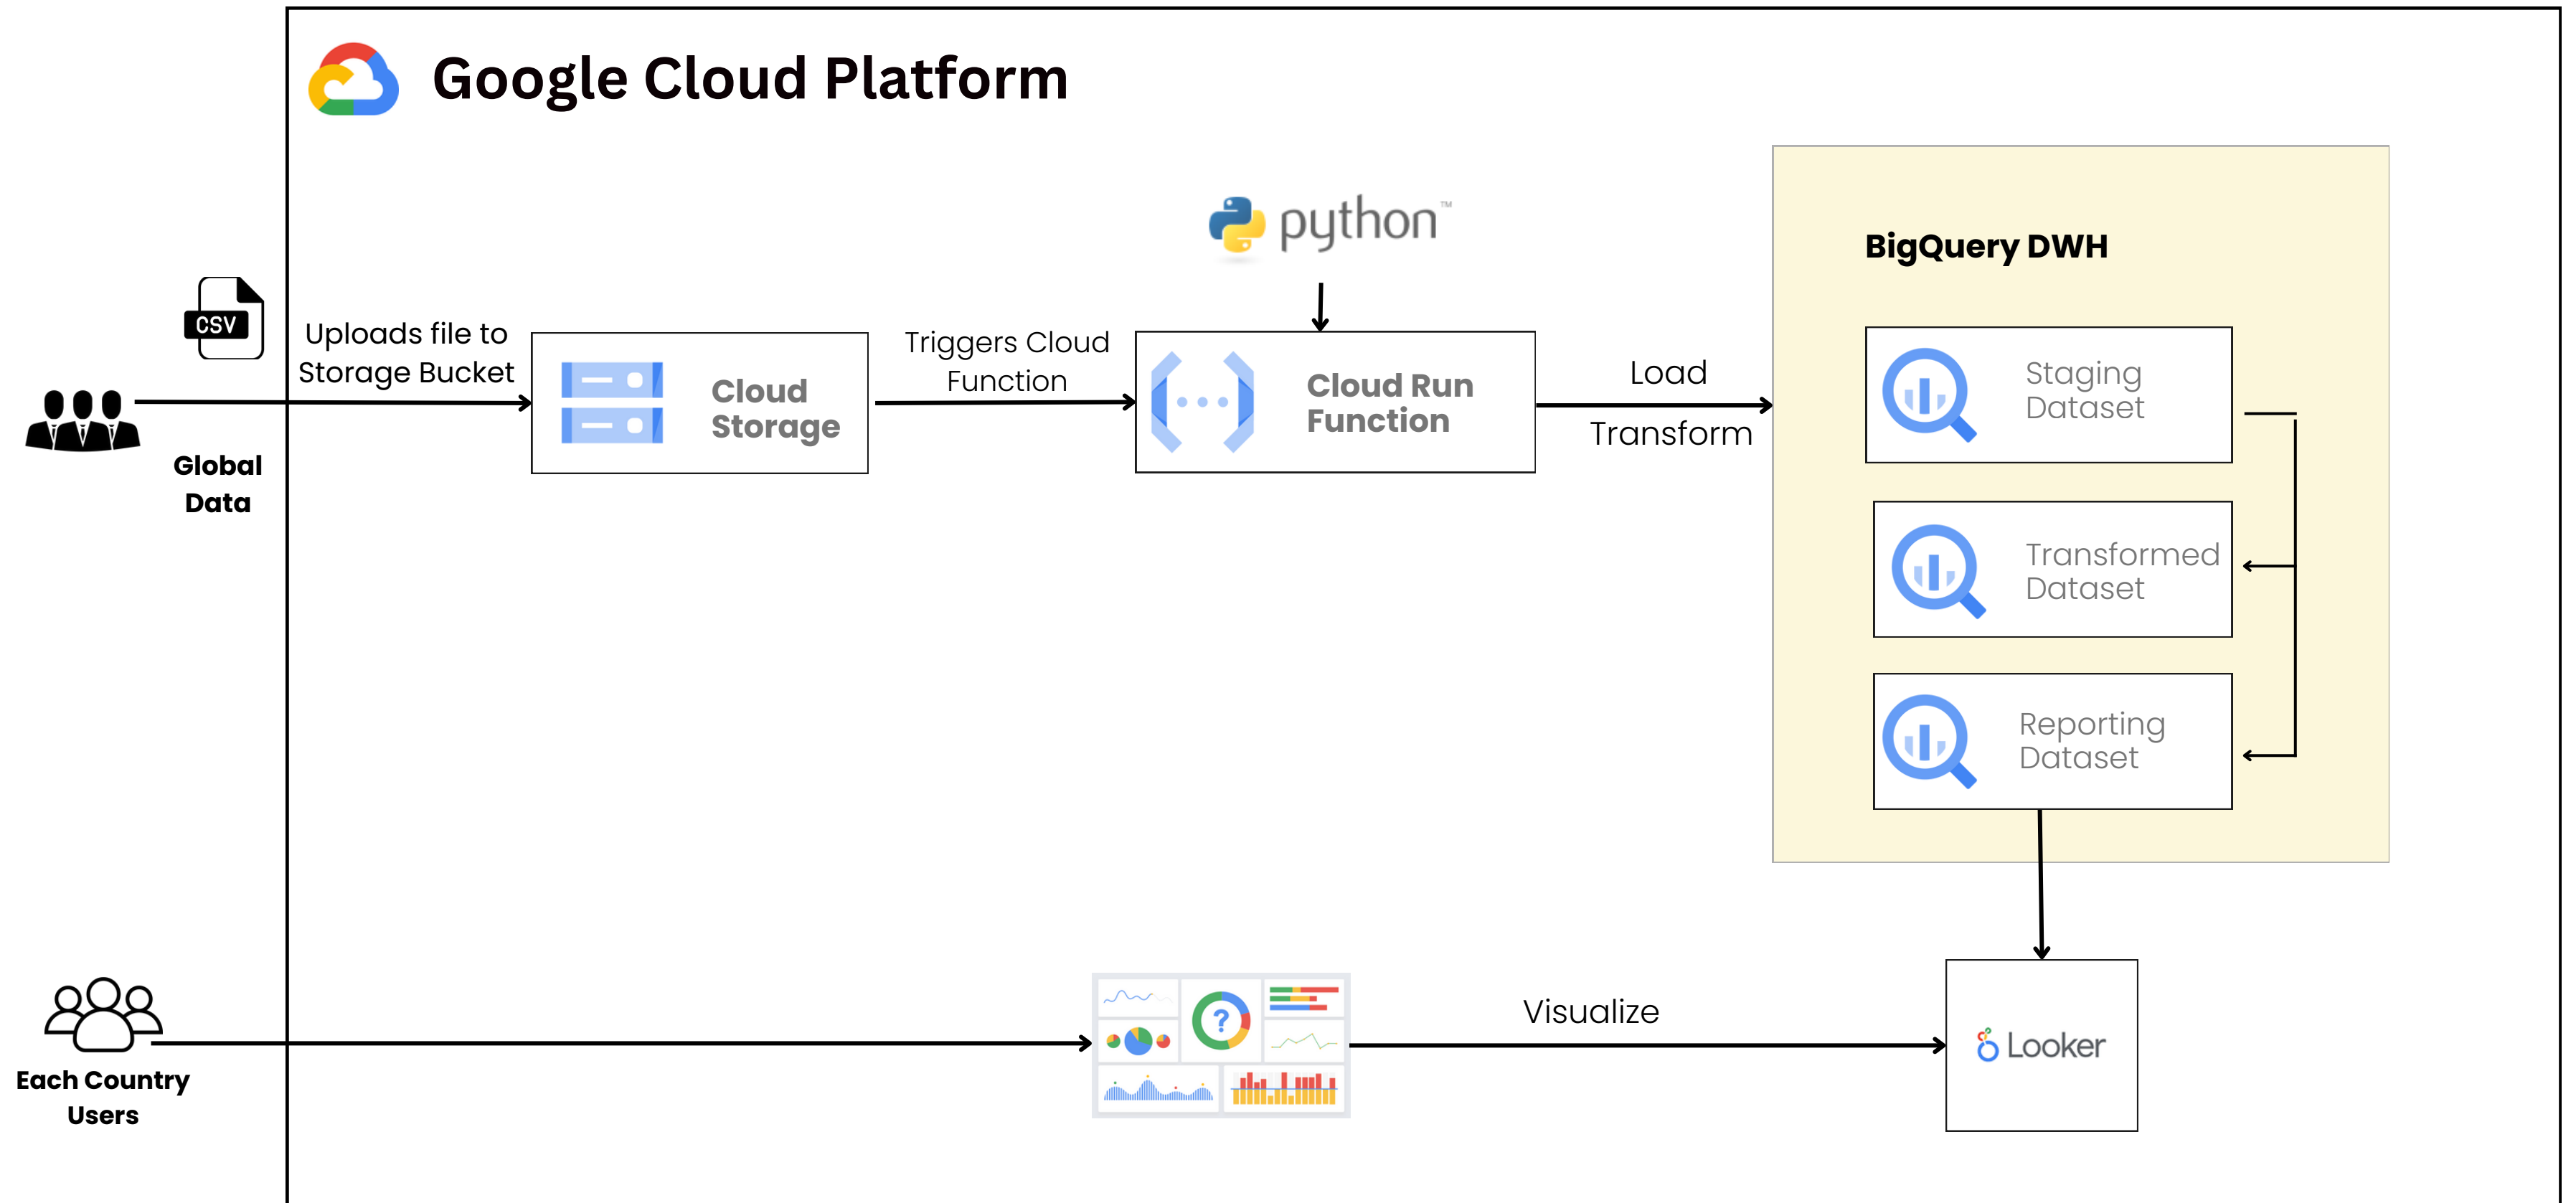 Google Cloud Platform
python™
BigQuery DWH
CSV
Uploads file to
Storage Bucket
Global
Data
Cloud
Storage
Triggers Cloud
Function
Cloud Run
Function
Load
Transform
Staging
Dataset
Transformed
Dataset
Reporting
Dataset
Each Country
Users
?
Visualize
Looker